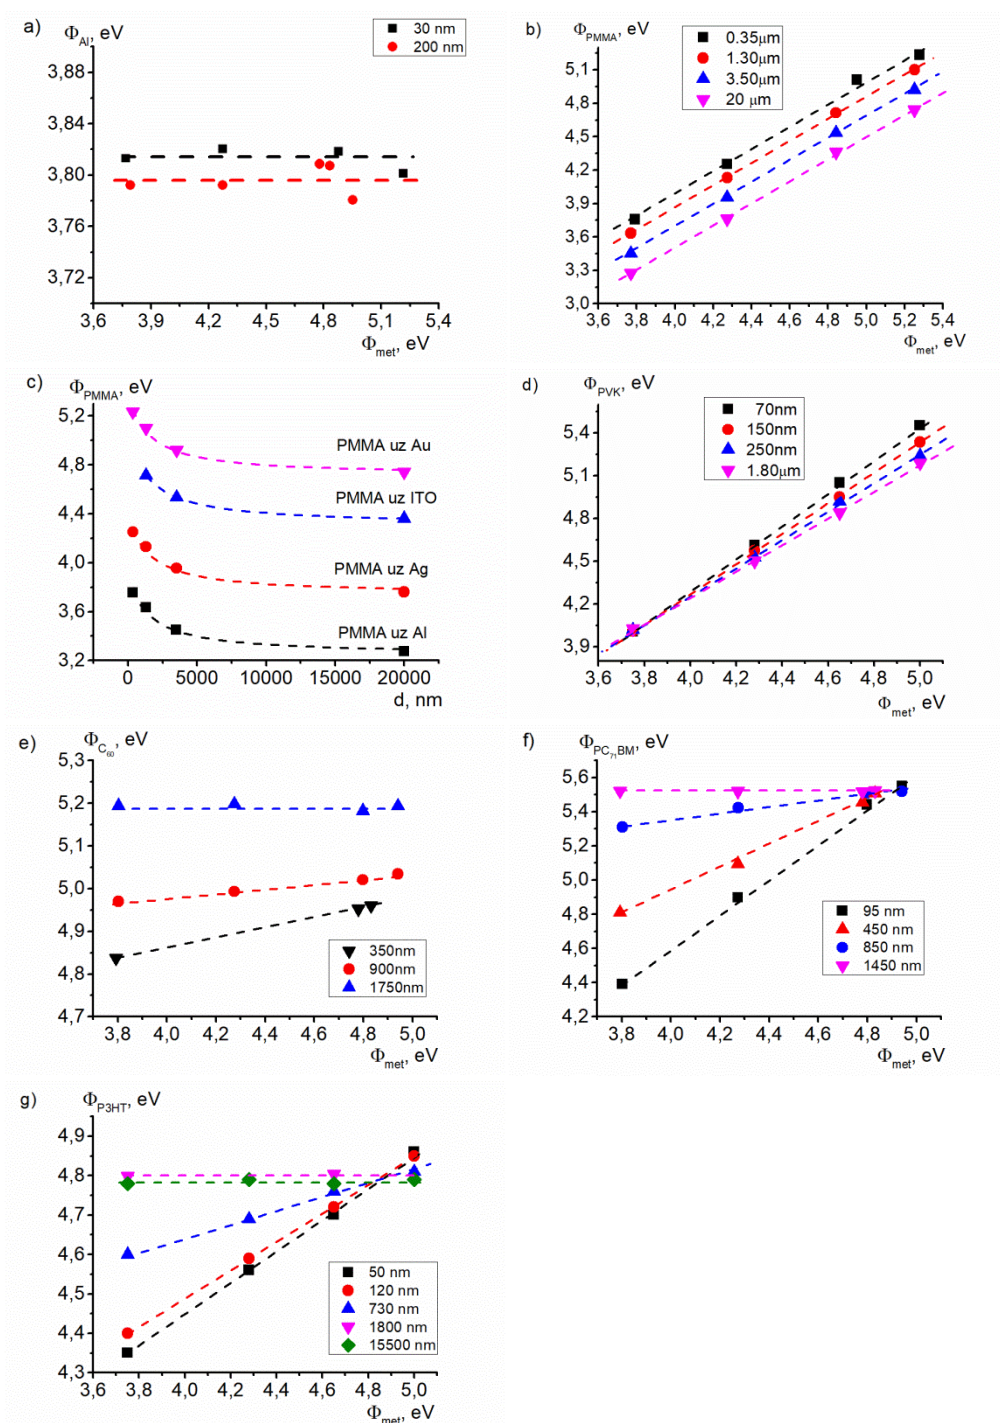 a)
Φ_Al, eV
30 nm
200 nm
3,88
3,84
3,80
3,76
3,72
3,6 3,9 4,2 4,5 4,8 5,1 5,4
Φ_met, eV
b)
Φ_PMMA, eV
0.35μm
1.30μm
3.50μm
20 μm
5,1
4,8
4,5
4,2
3,9
3,6
3,3
3,0
3,6 3,8 4,0 4,2 4,4 4,6 4,8 5,0 5,2 5,4
Φ_met, eV
c)
Φ_PMMA, eV
5,2
4,8
4,4
4,0
3,6
3,2
PMMA uz Au
PMMA uz ITO
PMMA uz Ag
PMMA uz Al
0 5000 10000 15000 20000
d, nm
d)
Φ_PVK, eV
70nm
150nm
250nm
1.80μm
5,4
5,1
4,8
4,5
4,2
3,9
3,6 3,8 4,0 4,2 4,4 4,6 4,8 5,0
Φ_met, eV
e)
Φ_C₆₀, eV
5,3
5,2
5,1
5,0
4,9
4,8
4,7
350nm
900nm
1750nm
3,8 4,0 4,2 4,4 4,6 4,8 5,0
Φ_met, eV
f)
Φ_PC₇₁BM, eV
5,6
5,4
5,2
5,0
4,8
4,6
4,4
4,2
95 nm
450 nm
850 nm
1450 nm
3,8 4,0 4,2 4,4 4,6 4,8 5,0
Φ_met, eV
g)
Φ_P3HT, eV
4,9
4,8
4,7
4,6
4,5
4,4
4,3
50 nm
120 nm
730 nm
1800 nm
15500 nm
3,6 3,8 4,0 4,2 4,4 4,6 4,8 5,0
Φ_met, eV